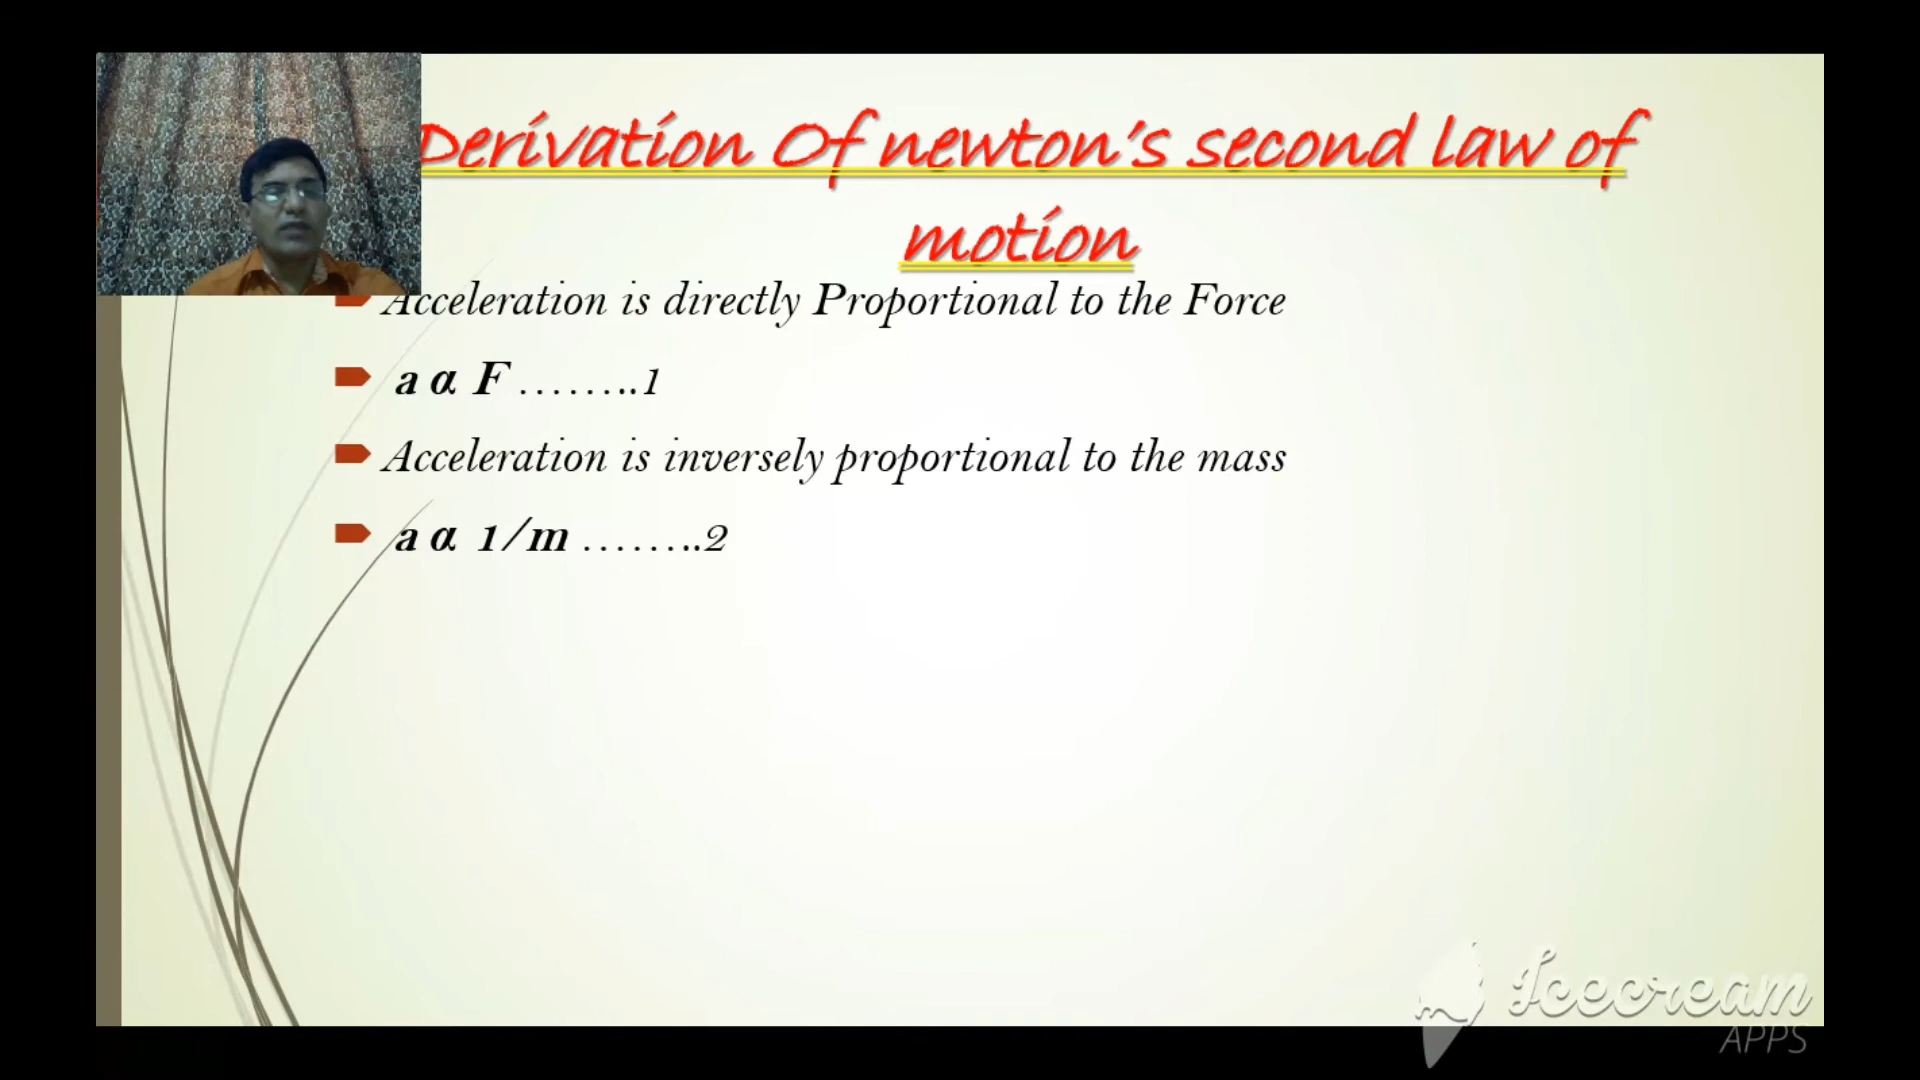 Derivation Of newton's second law of
motion
Acceleration is directly Proportional to the Force
a α F ........1
Acceleration is inversely proportional to the mass
a α 1/m ........2
Icecream
APPS